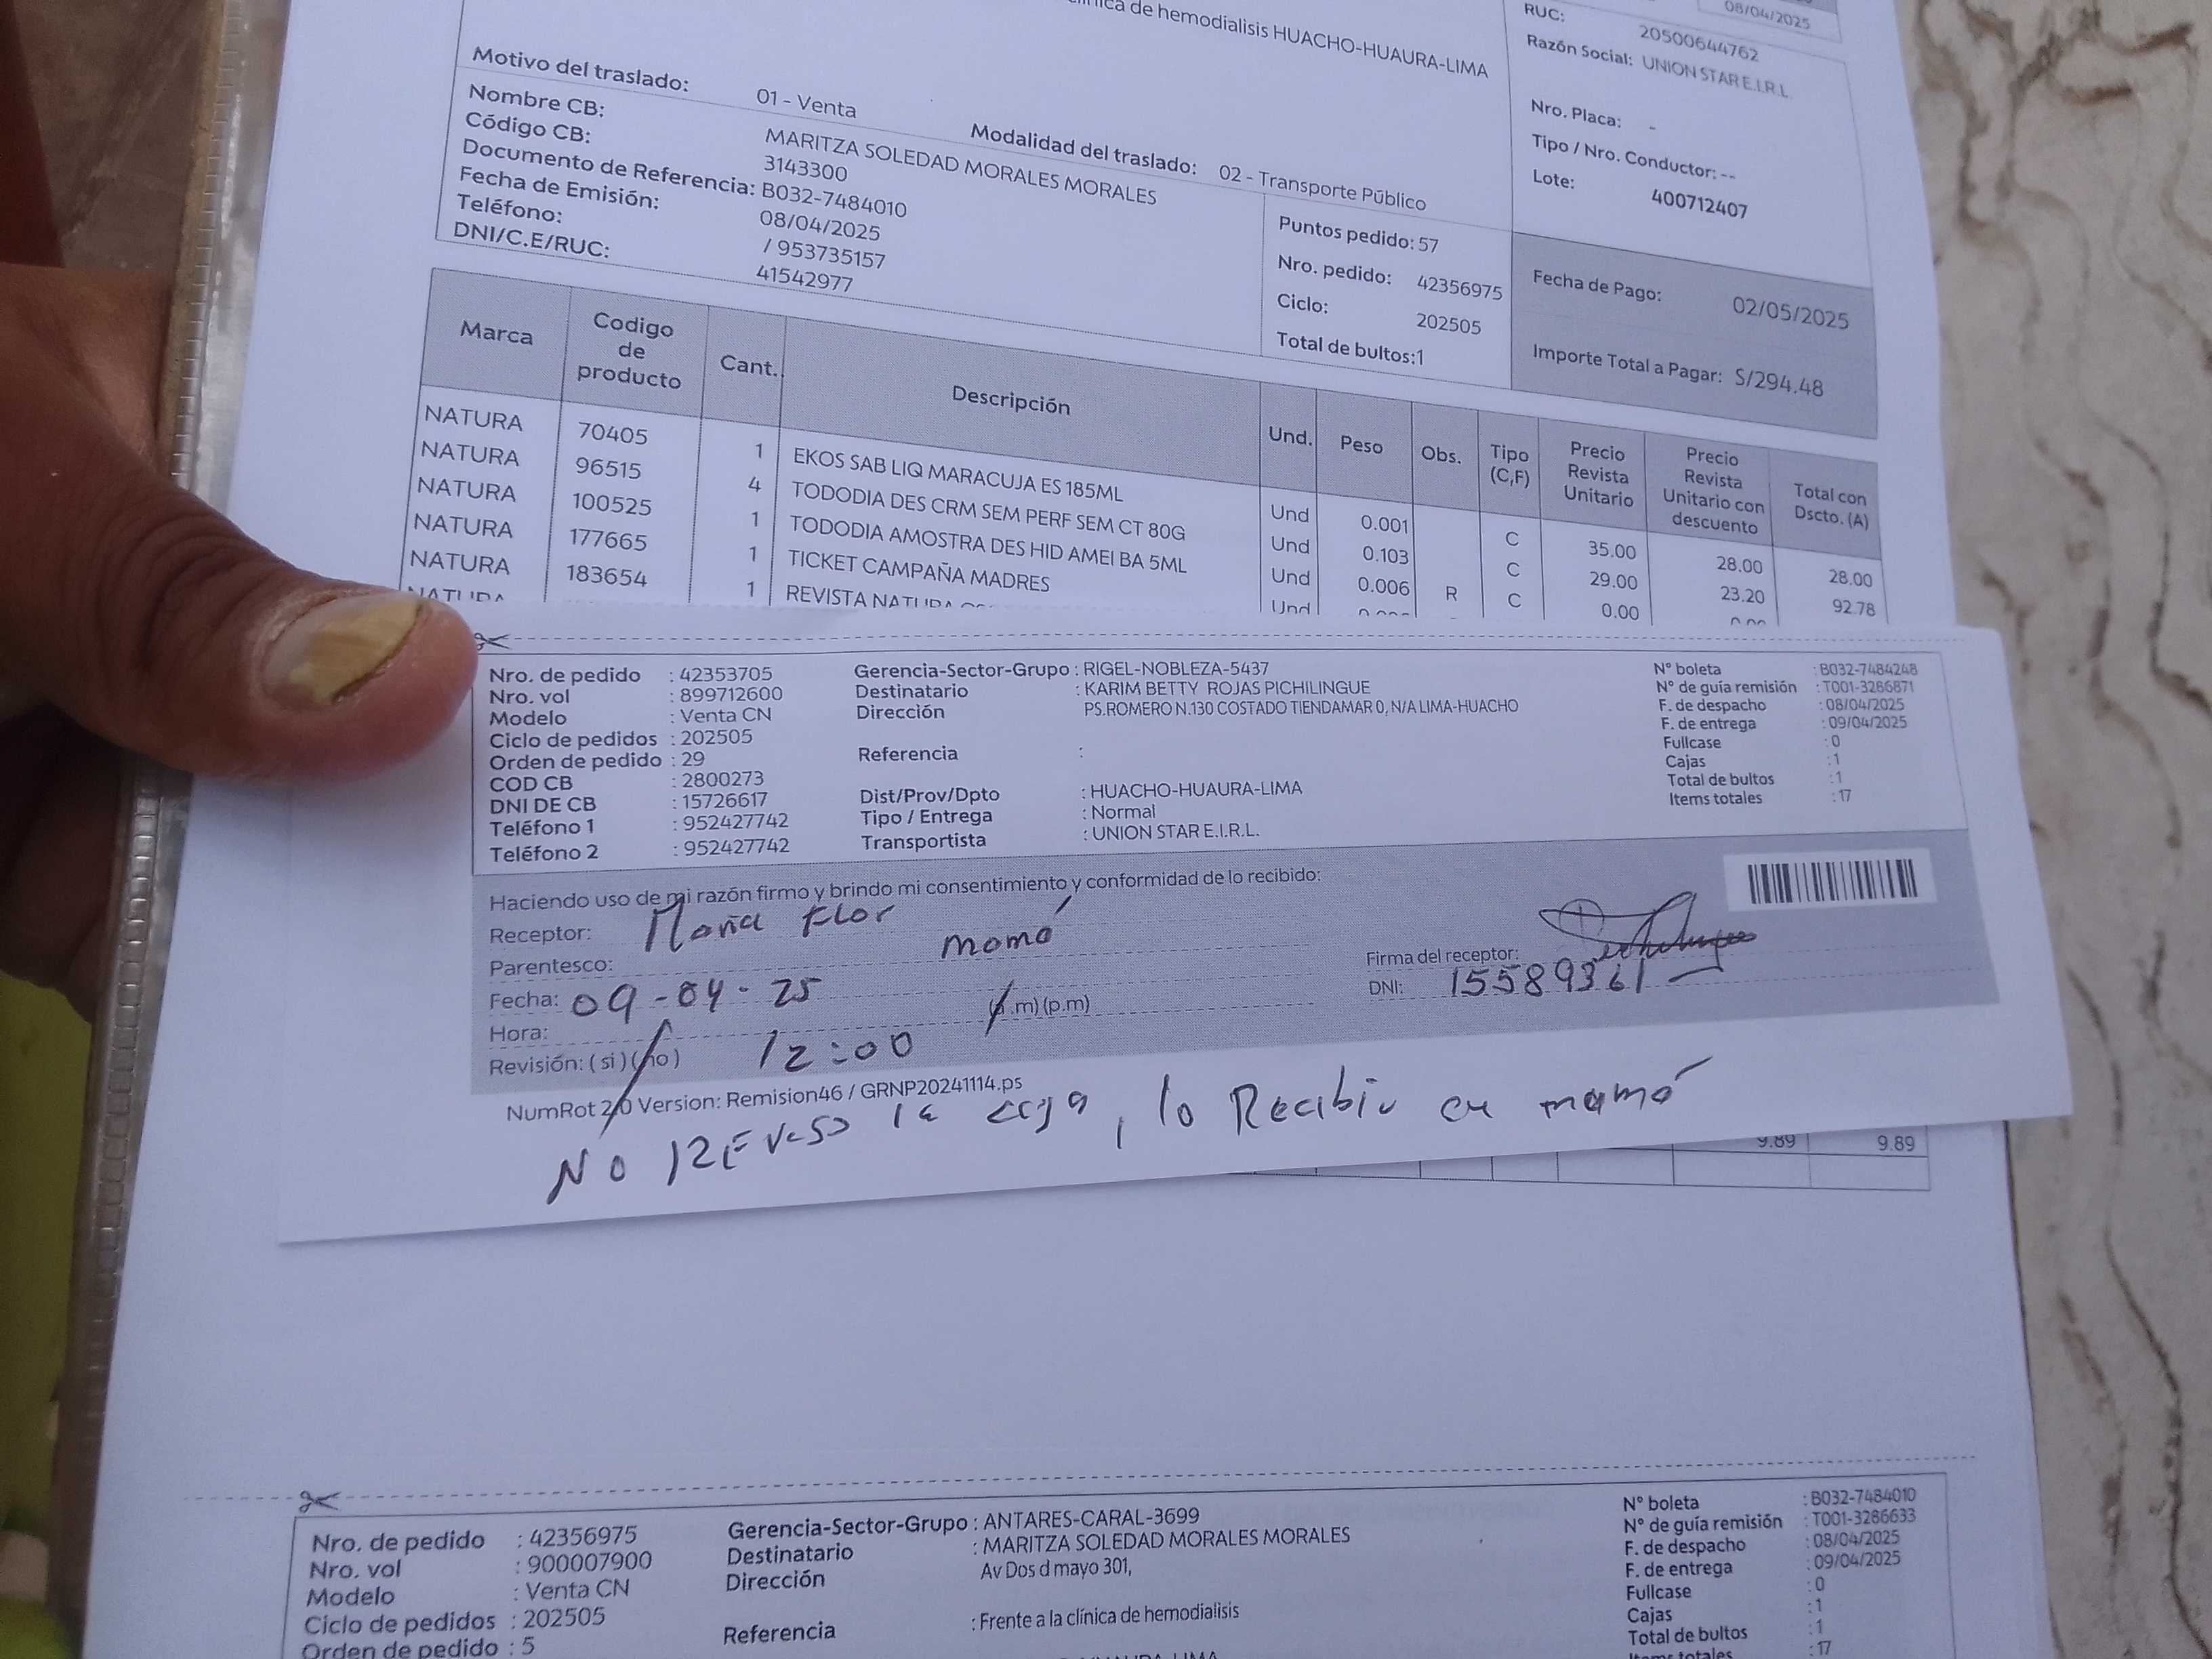 clínica de hemodialisis HUACHO-HUAURA-LIMA
08/04/2025
RUC: 20500644762
Razón Social: UNION STAR E.I.R.L.
Nro. Placa: -
Tipo / Nro. Conductor: --
Lote: 400712407
Motivo del traslado: 01 - Venta Modalidad del traslado: 02 - Transporte Público
Nombre CB: MARITZA SOLEDAD MORALES MORALES
Código CB: 3143300
Documento de Referencia: B032-7484010
Fecha de Emisión: 08/04/2025
Teléfono: / 953735157
DNI/C.E/RUC: 41542977
Puntos pedido: 57
Nro. pedido: 42356975
Ciclo: 202505
Total de bultos: 1
Fecha de Pago: 02/05/2025
Importe Total a Pagar: S/294.48
Marca Codigo de producto Cant. Descripción Und. Peso Obs. Tipo (C,F) Precio Revista Unitario Precio Revista Unitario con descuento Total con Dscto. (A)
NATURA 70405 1 EKOS SAB LIQ MARACUJA ES 185ML Und 0.001 C 35.00 28.00 28.00
NATURA 96515 4 TODODIA DES CRM SEM PERF SEM CT 80G Und 0.103 C 29.00 23.20 92.78
NATURA 100525 1 TODODIA AMOSTRA DES HID AMEI BA 5ML Und 0.006 R C 0.00 0.00
NATURA 177665 1 TICKET CAMPAÑA MADRES Und
NATURA 183654 1 REVISTA NATURA
NATURA
Nro. de pedido : 42353705 Gerencia-Sector-Grupo : RIGEL-NOBLEZA-5437 N° boleta : B032-7484248
Nro. vol : 899712600 Destinatario : KARIM BETTY ROJAS PICHILINGUE N° de guía remisión : T001-3286871
Modelo : Venta CN Dirección PS.ROMERO N.130 COSTADO TIENDAMAR 0, N/A LIMA-HUACHO F. de despacho : 08/04/2025
Ciclo de pedidos : 202505 F. de entrega : 09/04/2025
Orden de pedido : 29 Referencia : Fullcase : 0
COD CB : 2800273 Cajas : 1
DNI DE CB : 15726617 Dist/Prov/Dpto : HUACHO-HUAURA-LIMA Total de bultos : 1
Teléfono 1 : 952427742 Tipo / Entrega : Normal Items totales : 17
Teléfono 2 : 952427742 Transportista : UNION STAR E.I.R.L.
Haciendo uso de mi razón firmo y brindo mi consentimiento y conformidad de lo recibido:
Receptor: María Flor
Parentesco: mamá Firma del receptor:
Fecha: 09-04-25 DNI: 15589361
Hora: 12:00 (a.m) (p.m)
Revisión: ( si ) ( no )
NumRot 2.0 Version: Remision46 / GRNP20241114.ps
No REVISO la caja, lo Recibio su mamá
9.89 9.89
Nro. de pedido : 42356975 Gerencia-Sector-Grupo : ANTARES-CARAL-3699 N° boleta : B032-7484010
Nro. vol : 900007900 Destinatario : MARITZA SOLEDAD MORALES MORALES N° de guía remisión : T001-3286633
Modelo : Venta CN Dirección Av Dos d mayo 301, F. de despacho : 08/04/2025
Ciclo de pedidos : 202505 F. de entrega : 09/04/2025
Orden de pedido : 5 Referencia : Frente a la clínica de hemodialisis Fullcase : 0
Cajas : 1
Total de bultos : 1
Items totales : 17